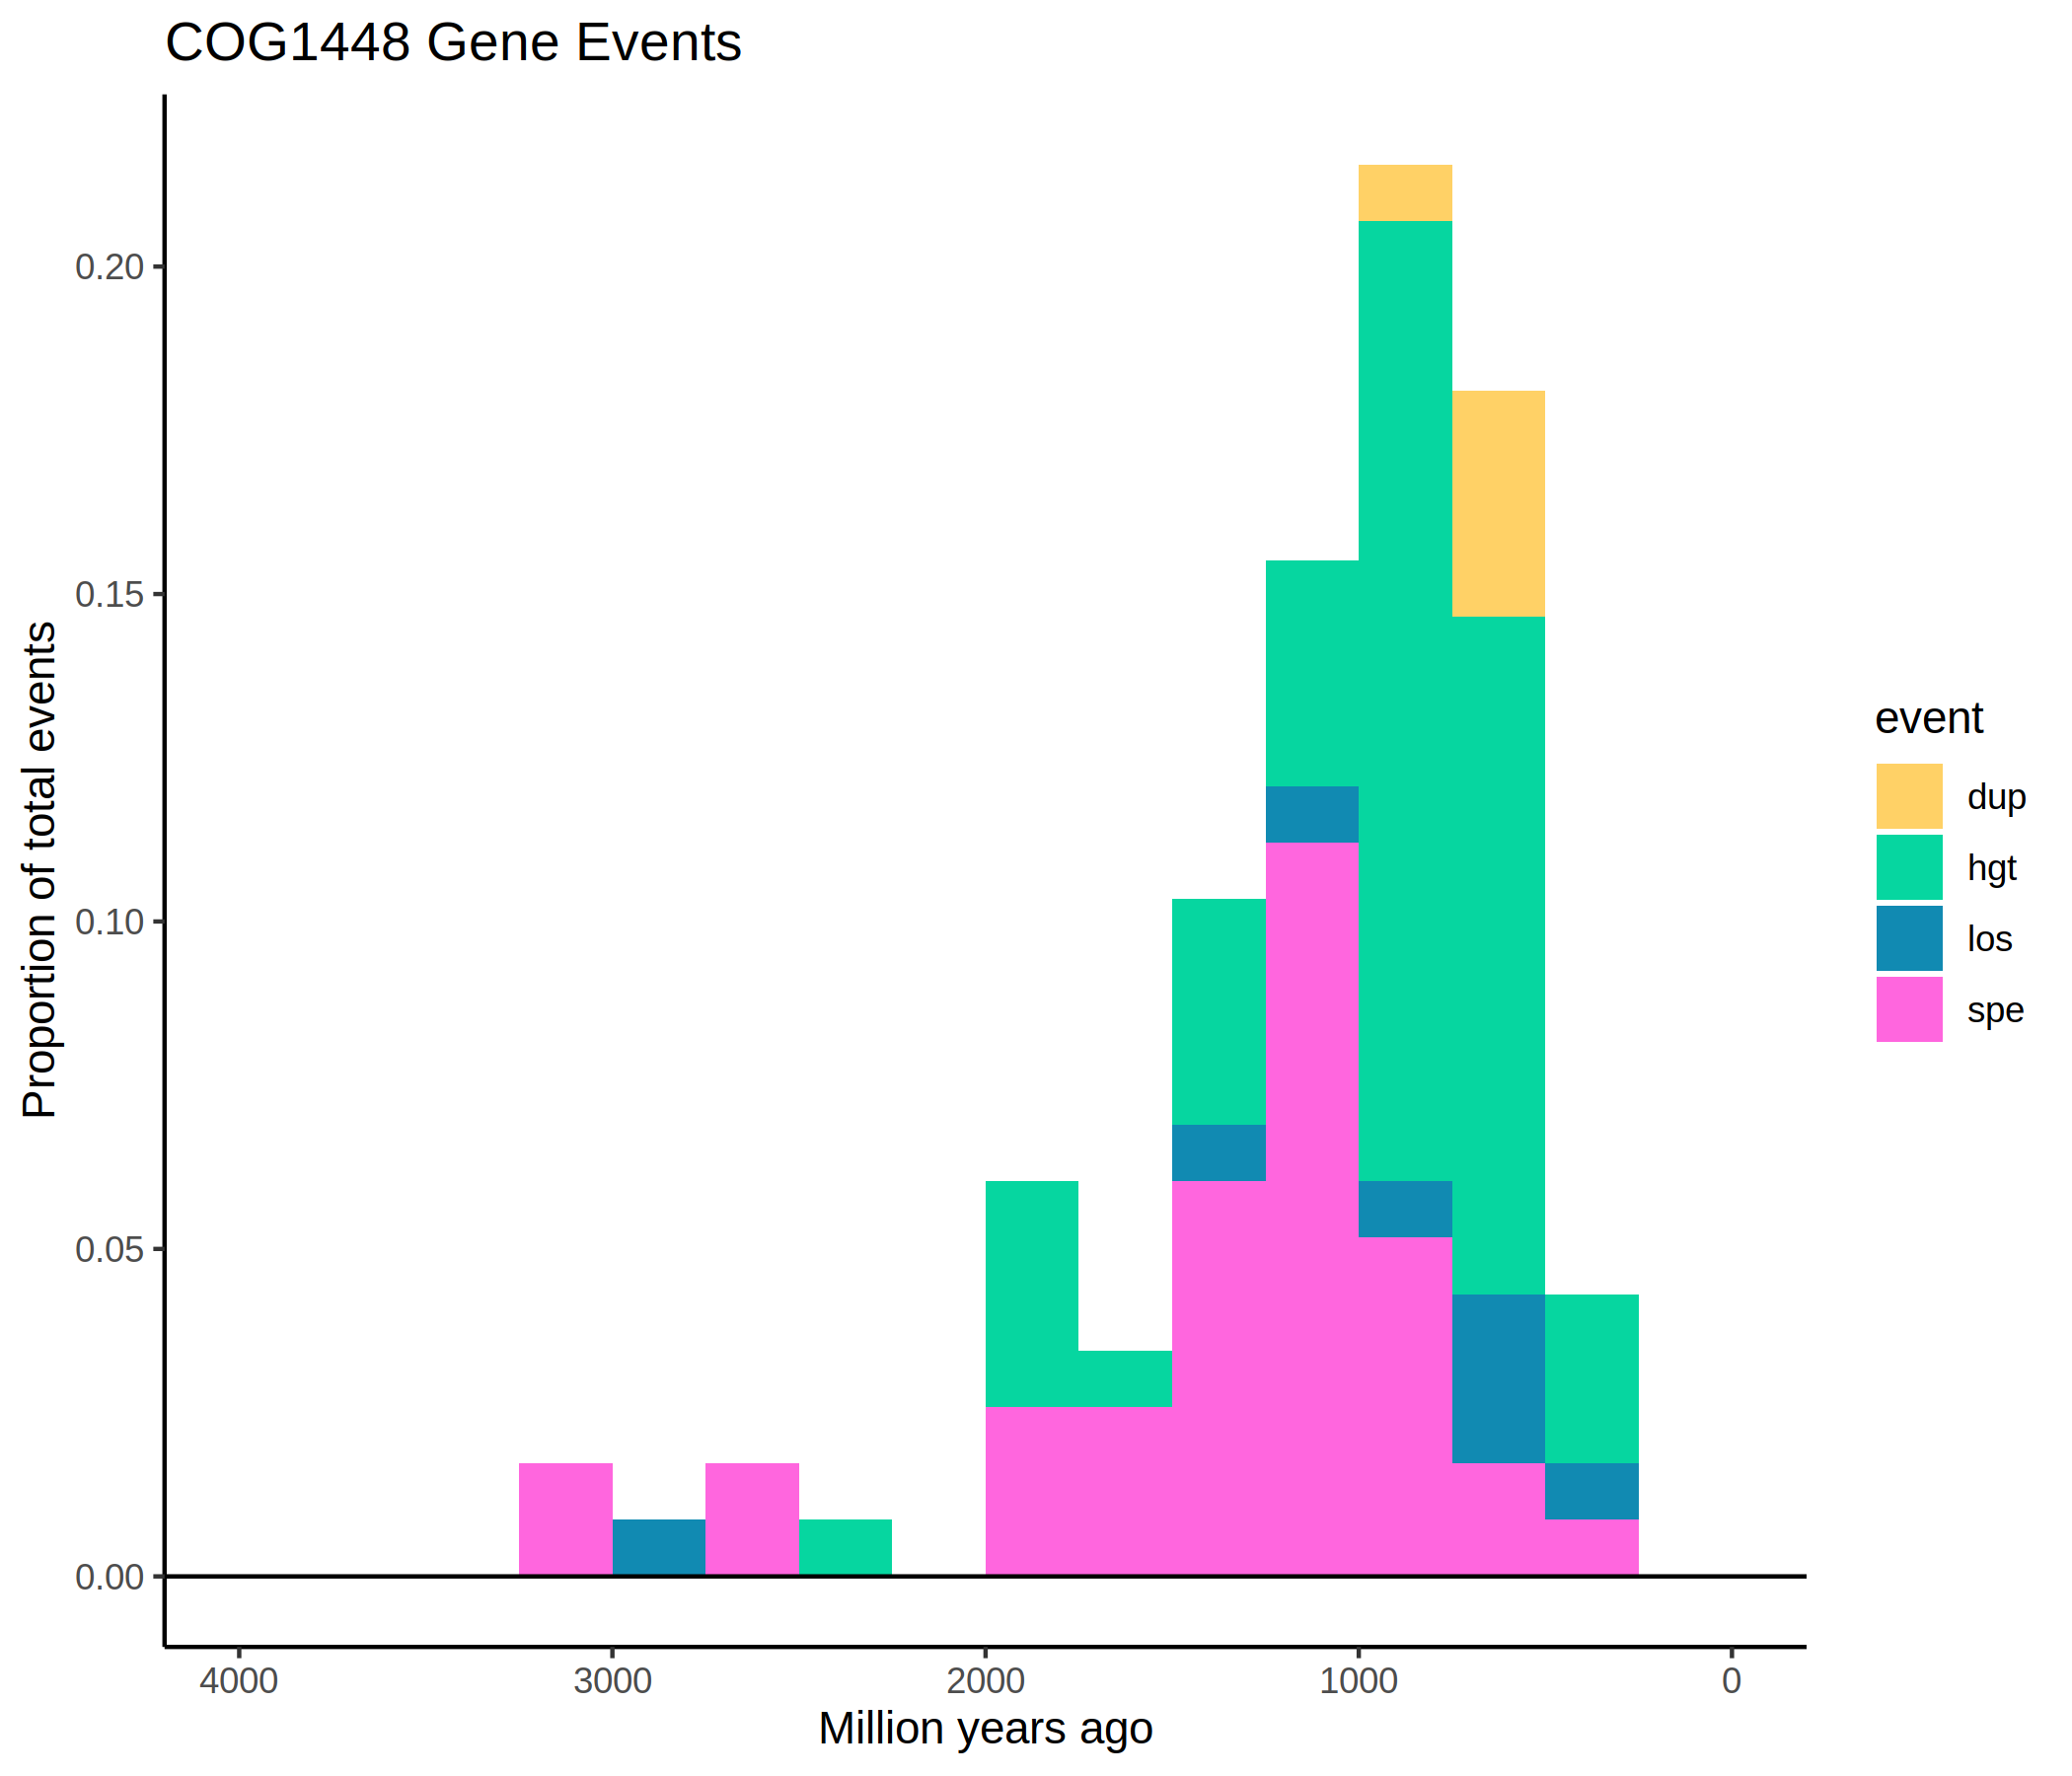 COG1448 Gene Events
Proportion of total events
0.20
0.15
0.10
0.05
0.00
4000 3000 2000 1000 0
Million years ago
event
dup
hgt
los
spe